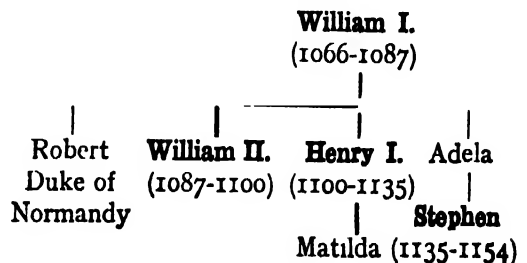 William I.
(1066-1087)
Robert William II. Henry I. Adela
Duke of (1087-1100) (1100-1135)
Normandy Stephen
Matilda (1135-1154)